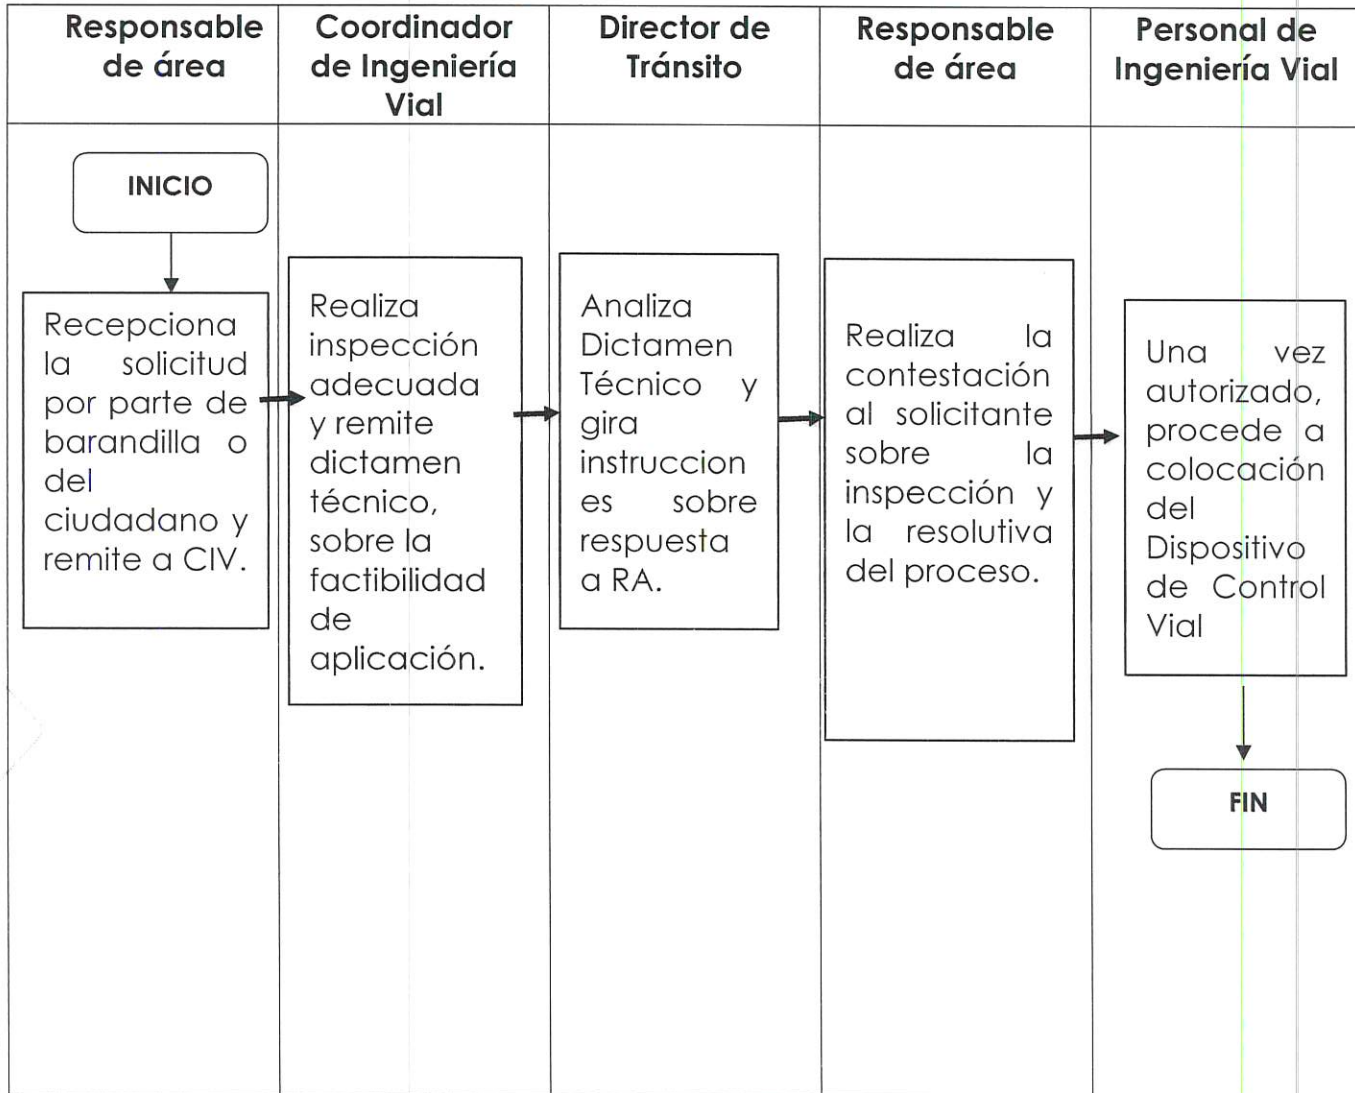 Responsable
de área
Coordinador
de Ingeniería
Vial
Director de
Tránsito
Responsable
de área
Personal de
Ingeniería Vial
INICIO
Recepciona
la solicitud
por parte de
barandilla o
del
ciudadano y
remite a CIV.
Realiza
inspección
adecuada
y remite
dictamen
técnico,
sobre la
factibilidad
de
aplicación.
Analiza
Dictamen
Técnico y
gira
instruccion
es sobre
respuesta
a RA.
Realiza la
contestación
al solicitante
sobre la
inspección y
la resolutiva
del proceso.
Una vez
autorizado,
procede a
colocación
del
Dispositivo
de Control
Vial
FIN